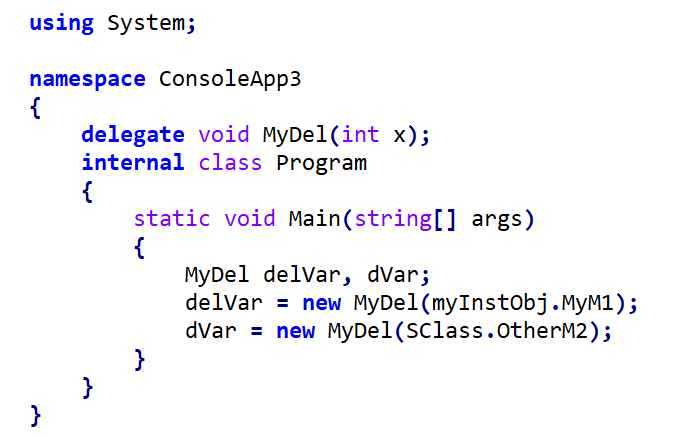 using System;

namespace ConsoleApp3
{
    delegate void MyDel(int x);
    internal class Program
    {
        static void Main(string[] args)
        {
            MyDel delVar, dVar;
            delVar = new MyDel(myInstObj.MyM1);
            dVar = new MyDel(SClass.OtherM2);
        }
    }
}